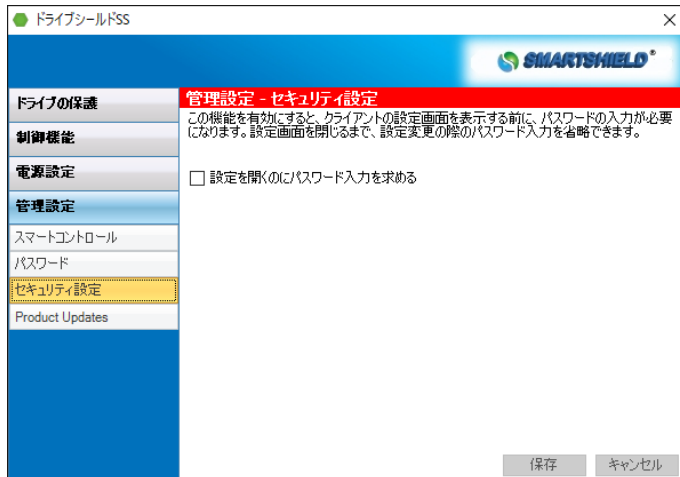 ドライブシールドSS
SMARTSHIELD®
ドライブの保護
制御機能
電源設定
管理設定
スマートコントロール
パスワード
セキュリティ設定
Product Updates
管理設定 - セキュリティ設定
この機能を有効にすると、クライアントの設定画面を表示する前に、パスワードの入力が必要
になります。設定画面を閉じるまで、設定変更の際のパスワード入力を省略できます。
設定を開くのにパスワード入力を求める
保存
キャンセル